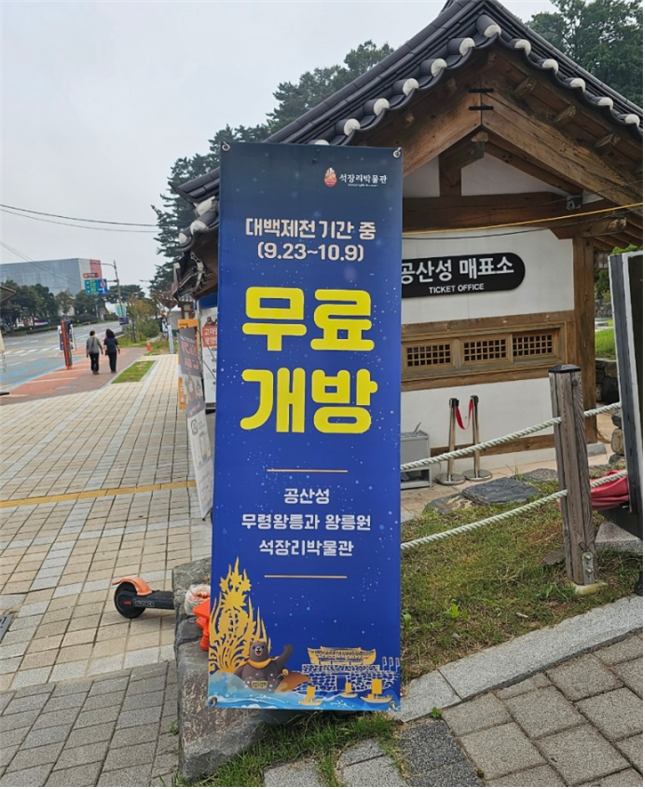 석장리박물관
대백제전 기간 중
(9.23~10.9)
무료
개방
공산성
무령왕릉과 왕릉원
석장리박물관
공산성 매표소
TICKET OFFICE